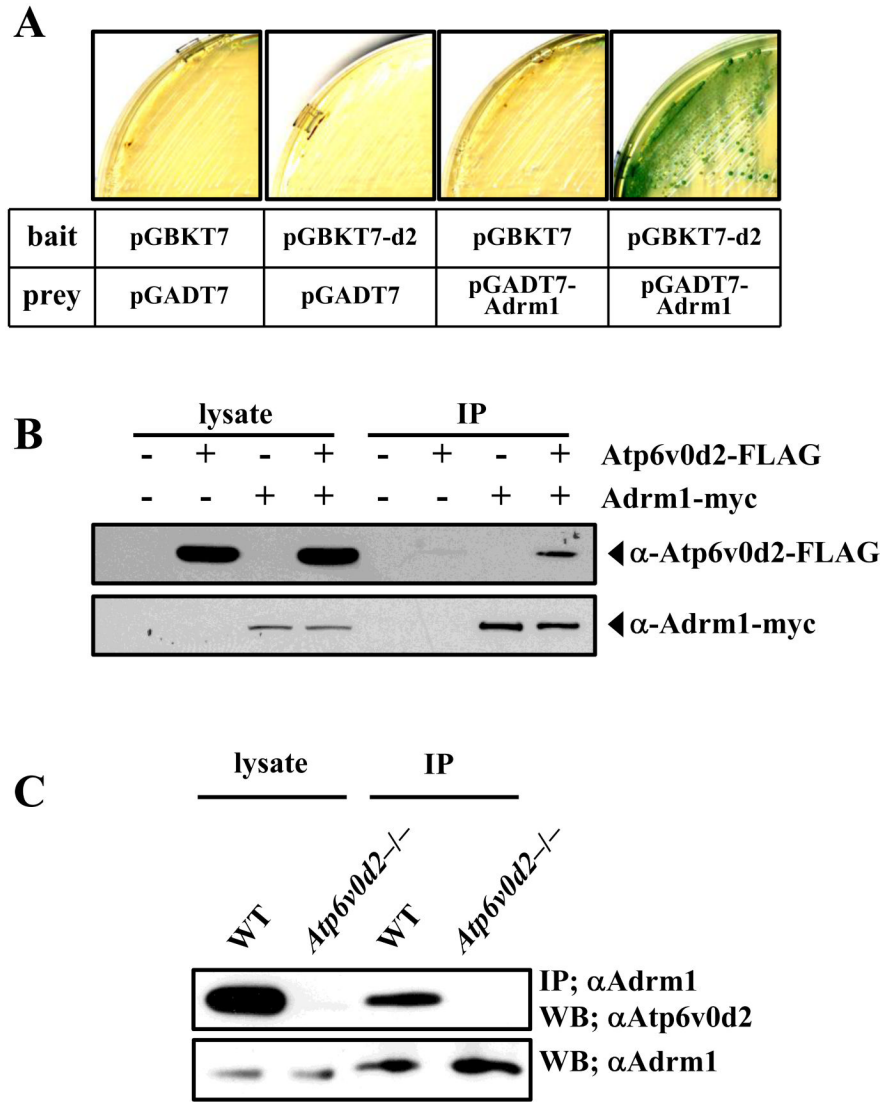 A
bait pGBKT7 pGBKT7-d2 pGBKT7 pGBKT7-d2
prey pGADT7 pGADT7 pGADT7-Adrm1 pGADT7-Adrm1
B
lysate IP
- + - + - + - + Atp6v0d2-FLAG
- - + + - - + + Adrm1-myc
α-Atp6v0d2-FLAG
α-Adrm1-myc
C
lysate IP
WT Atp6v0d2–/– WT Atp6v0d2–/–
IP; αAdrm1
WB; αAtp6v0d2
WB; αAdrm1